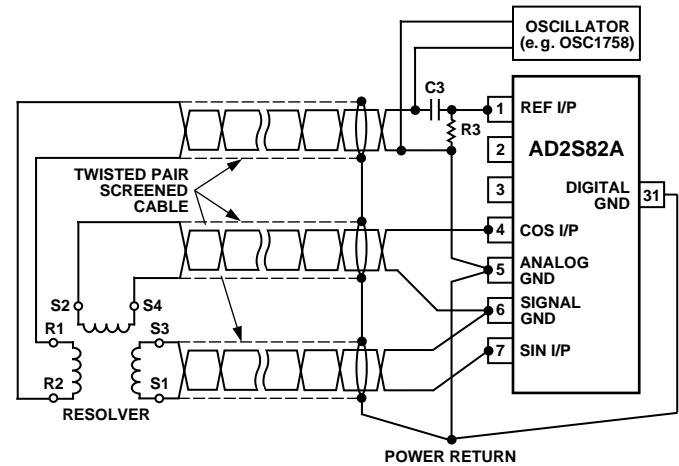 OSCILLATOR
(e.g. OSC1758)
C3
1
REF I/P
R3
2
AD2S82A
TWISTED PAIR
SCREENED
CABLE
3
DIGITAL
GND
31
4
COS I/P
5
ANALOG
GND
S2
S4
6
SIGNAL
GND
R1
S3
7
SIN I/P
R2
S1
RESOLVER
POWER RETURN